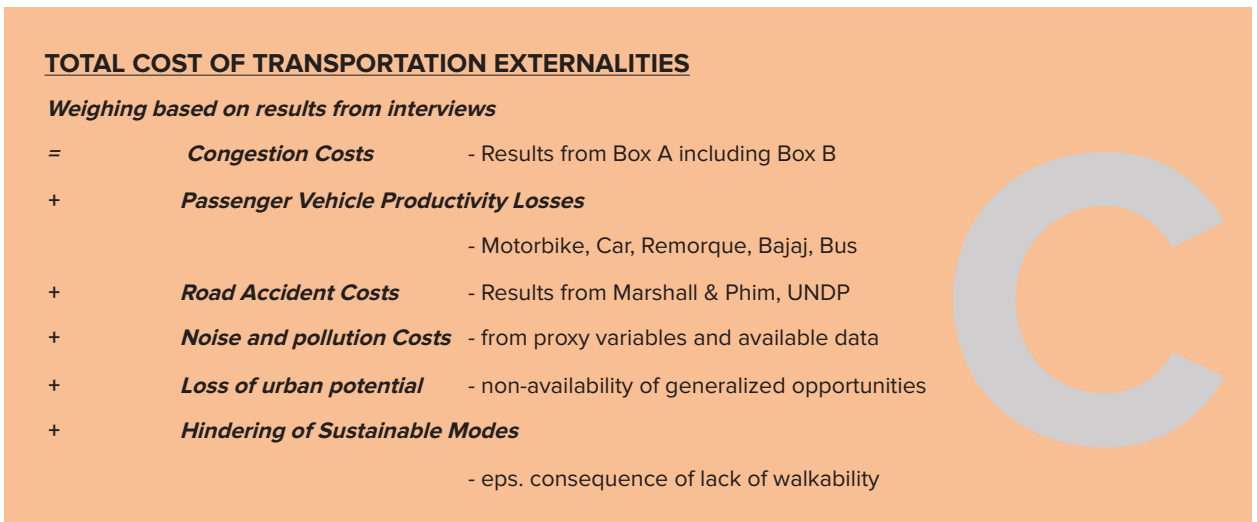 TOTAL COST OF TRANSPORTATION EXTERNALITIES
Weighing based on results from interviews
= Congestion Costs - Results from Box A including Box B
+ Passenger Vehicle Productivity Losses
- Motorbike, Car, Remorque, Bajaj, Bus
+ Road Accident Costs - Results from Marshall & Phim, UNDP
+ Noise and pollution Costs - from proxy variables and available data
+ Loss of urban potential - non-availability of generalized opportunities
+ Hindering of Sustainable Modes
- eps. consequence of lack of walkability
C